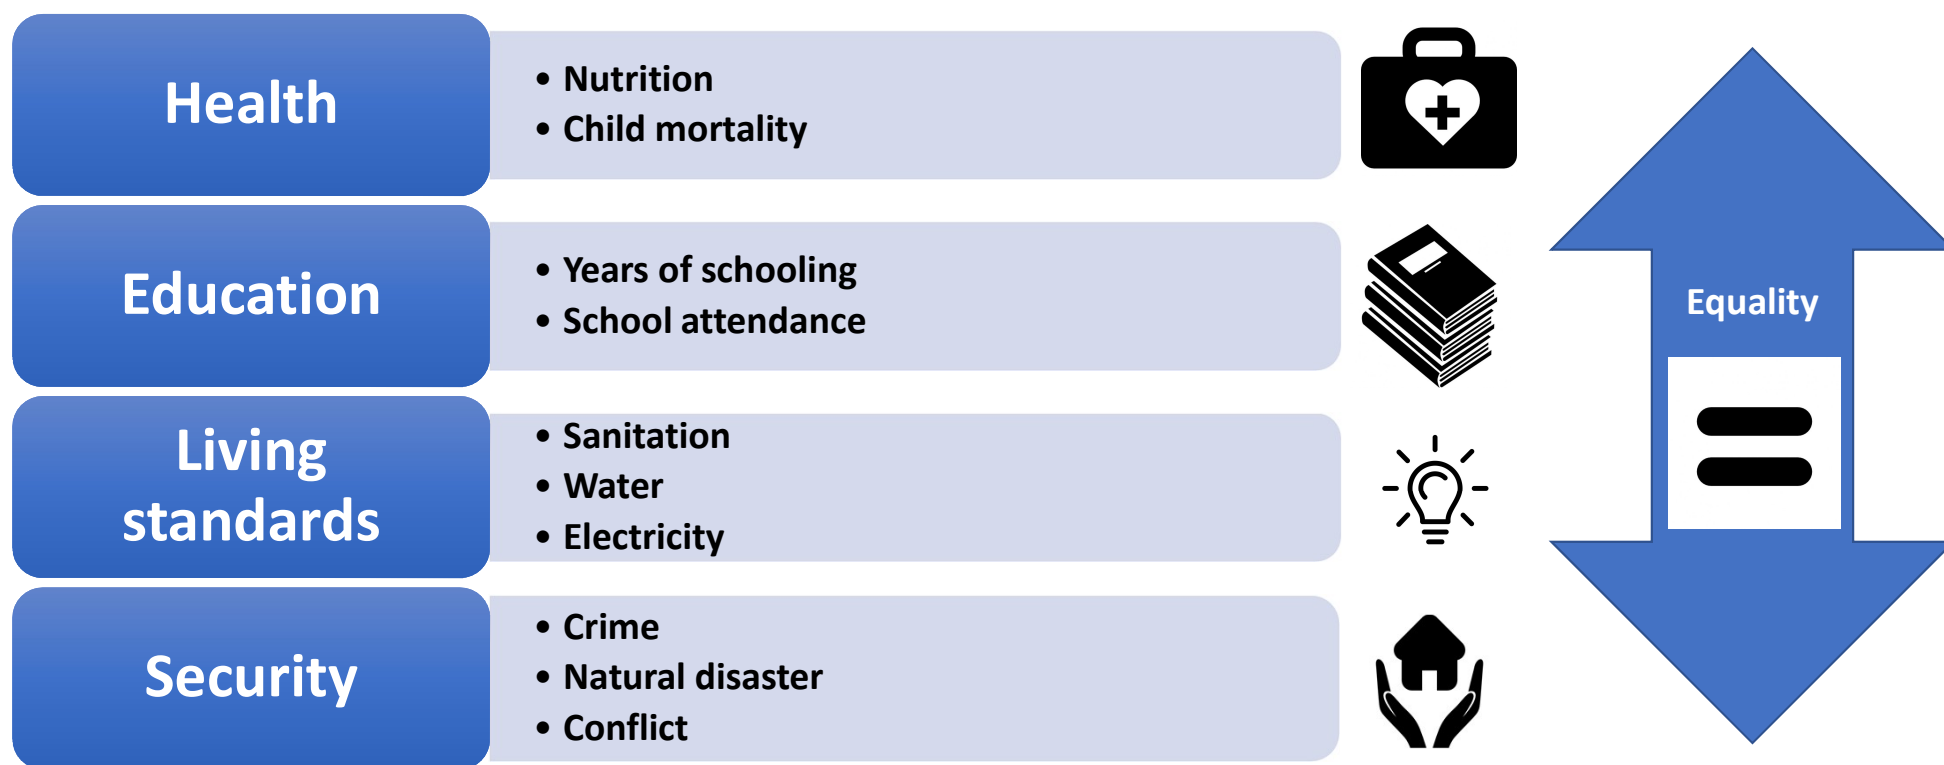 Health
• Nutrition
• Child mortality
Education
• Years of schooling
• School attendance
Living
standards
• Sanitation
• Water
• Electricity
Security
• Crime
• Natural disaster
• Conflict
Equality